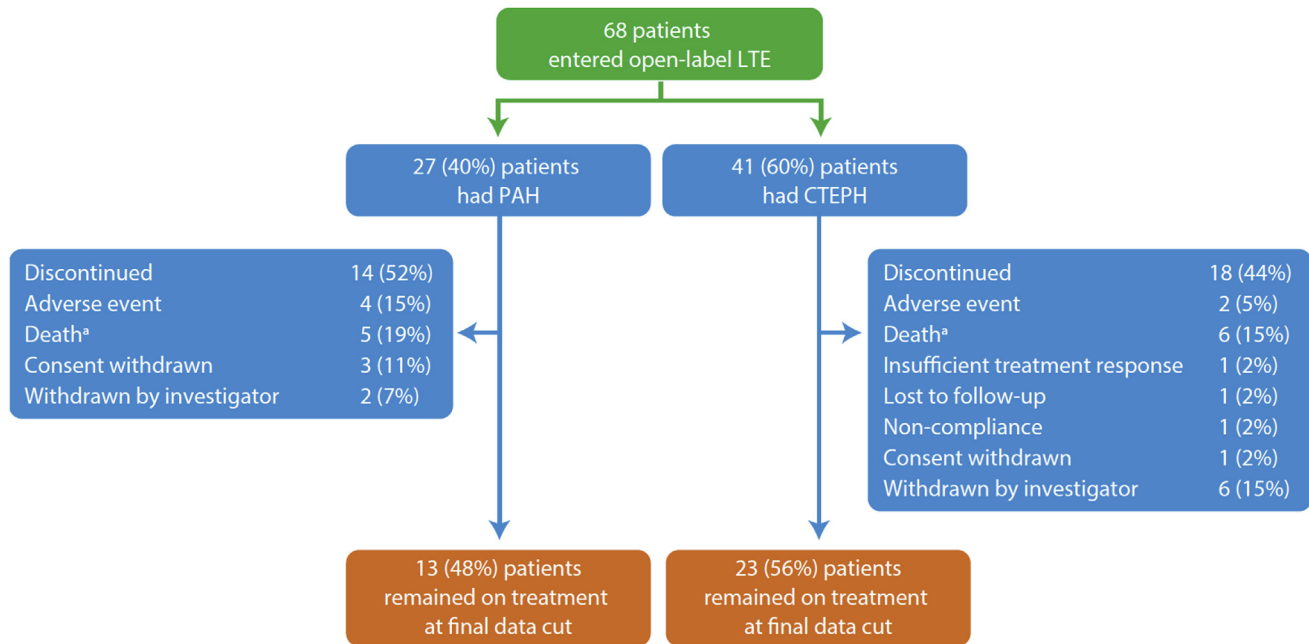 68 patients
entered open-label LTE
27 (40%) patients
had PAH
41 (60%) patients
had CTEPH
Discontinued 14 (52%)
Adverse event 4 (15%)
Deathᵃ 5 (19%)
Consent withdrawn 3 (11%)
Withdrawn by investigator 2 (7%)
Discontinued 18 (44%)
Adverse event 2 (5%)
Deathᵃ 6 (15%)
Insufficient treatment response 1 (2%)
Lost to follow-up 1 (2%)
Non-compliance 1 (2%)
Consent withdrawn 1 (2%)
Withdrawn by investigator 6 (15%)
13 (48%) patients
remained on treatment
at final data cut
23 (56%) patients
remained on treatment
at final data cut